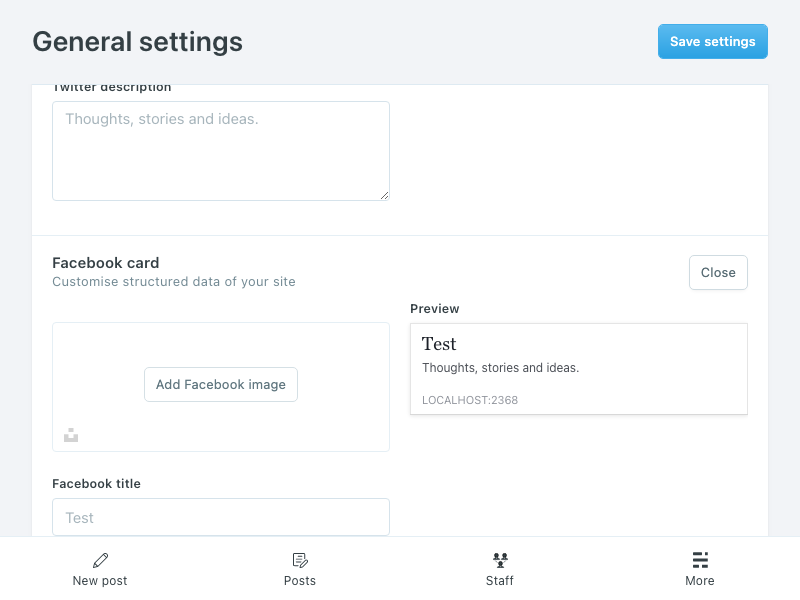 General settings
Save settings
Twitter description
Thoughts, stories and ideas.
Facebook card
Customise structured data of your site
Close
Preview
Add Facebook image
Test
Thoughts, stories and ideas.
LOCALHOST:2368
Facebook title
Test
New post
Posts
Staff
More